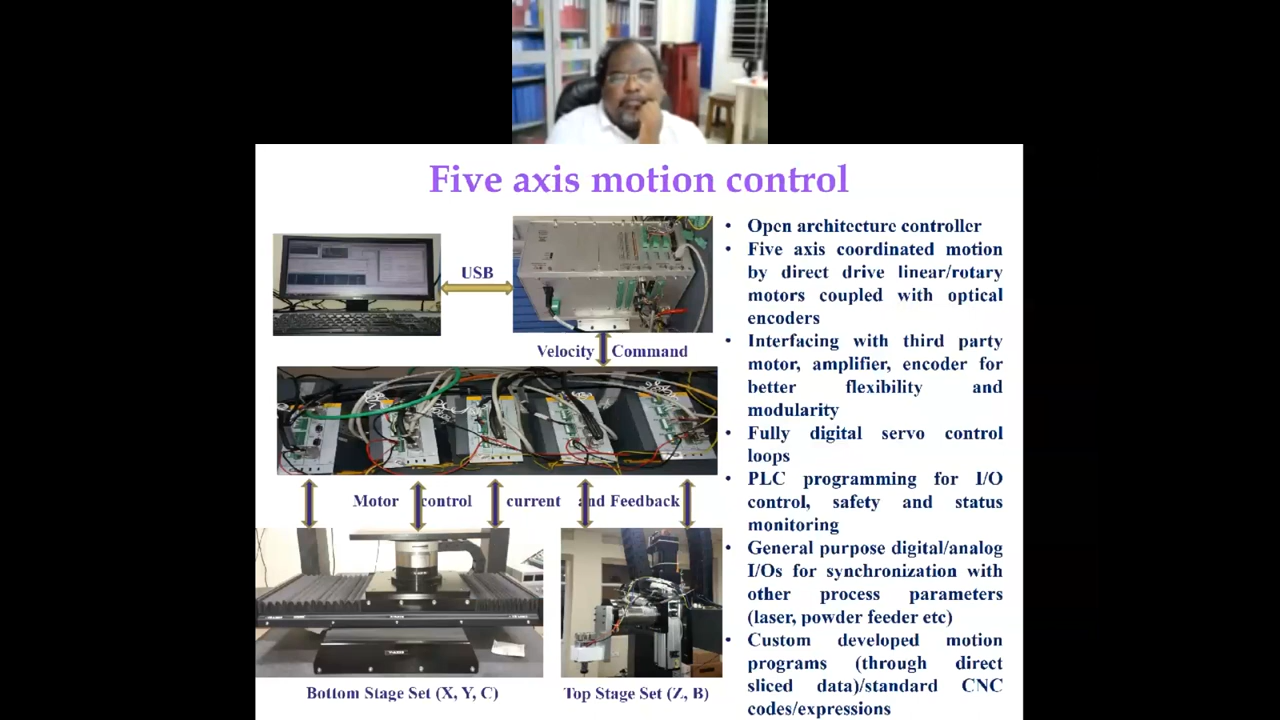 Five axis motion control
USB
Velocity Command
Motor control current and Feedback
Bottom Stage Set (X, Y, C)
Top Stage Set (Z, B)
• Open architecture controller
• Five axis coordinated motion
by direct drive linear/rotary
motors coupled with optical
encoders
• Interfacing with third party
motor, amplifier, encoder for
better flexibility and
modularity
• Fully digital servo control
loops
• PLC programming for I/O
control, safety and status
monitoring
• General purpose digital/analog
I/Os for synchronization with
other process parameters
(laser, powder feeder etc)
• Custom developed motion
programs (through direct
sliced data)/standard CNC
codes/expressions